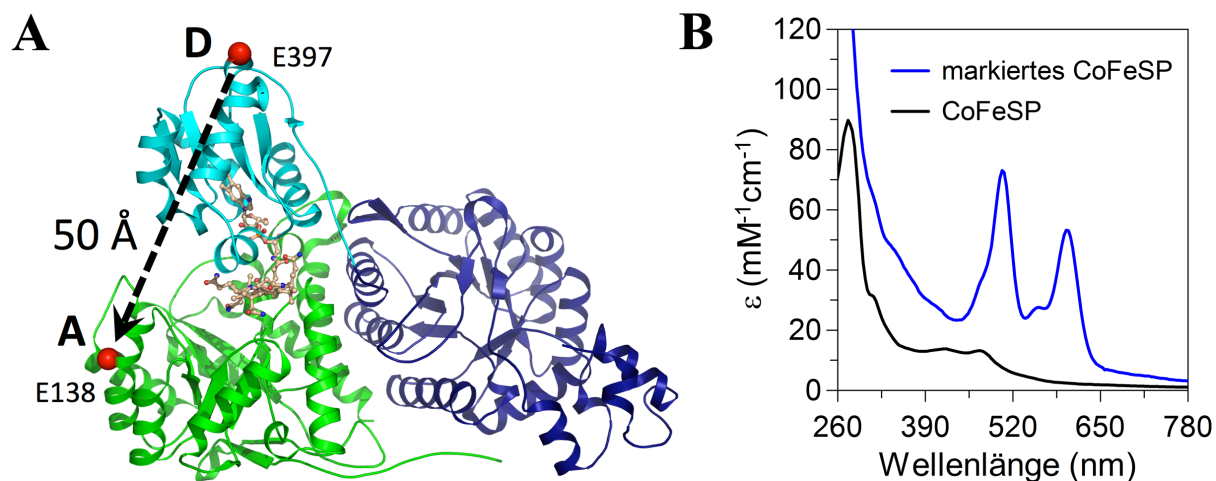 A
D
E397
50 Å
A
E138
B
markiertes CoFeSP
CoFeSP
ε (mM⁻¹cm⁻¹)
120
100
80
60
40
20
0
260 390 520 650 780
Wellenlänge (nm)